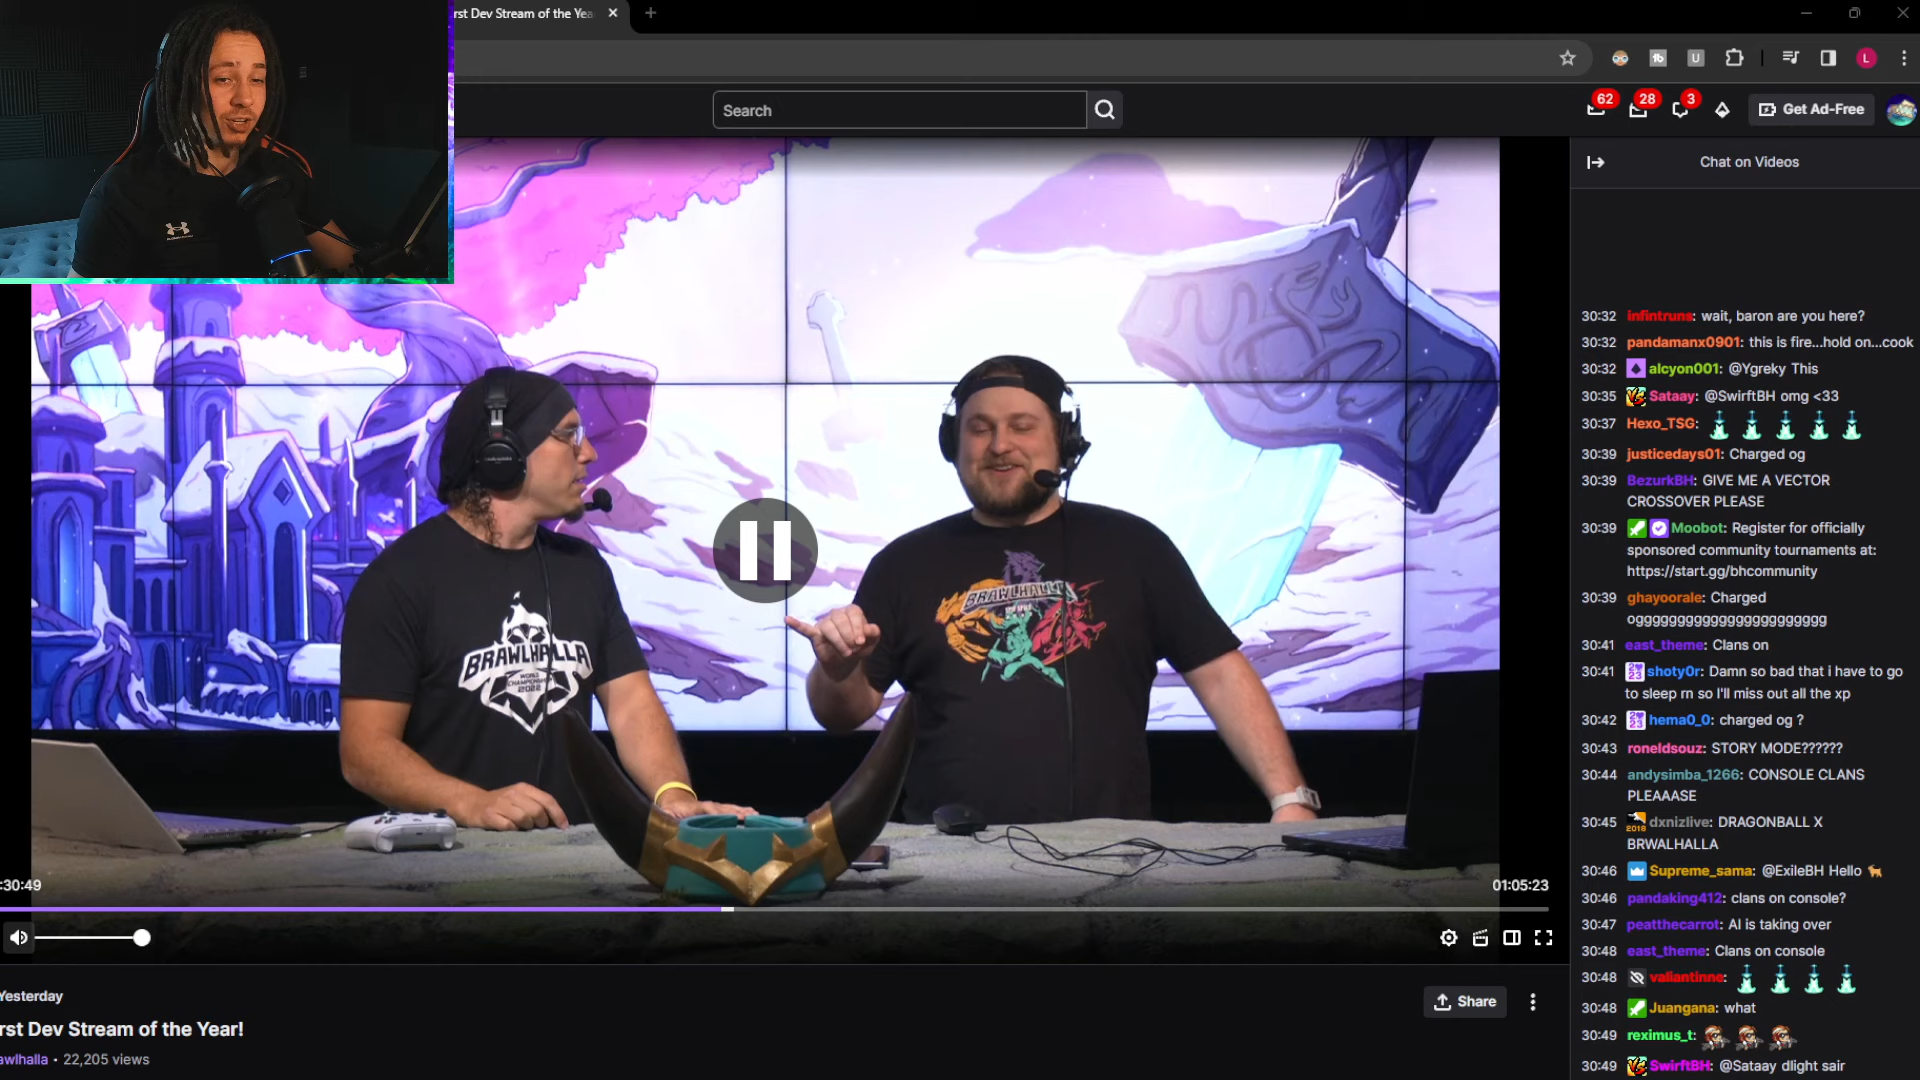 rst Dev Stream of the Yea
L
Search
62
28
3
Get Ad-Free
Chat on Videos
30:32 infintruns: wait, baron are you here?
30:32 pandamanx0901: this is fire...hold on...cook
30:32 alcyon001: @Ygreky This
30:35 Sataay: @SwirftBH omg <33
30:37 Hexo_TSG:
30:39 justicedays01: Charged og
30:39 BezurkBH: GIVE ME A VECTOR
CROSSOVER PLEASE
30:39 Moobot: Register for officially
sponsored community tournaments at:
https://start.gg/bhcommunity
30:39 ghayoorale: Charged
oggggggggggggggggggggggg
30:41 east_theme: Clans on
30:41 shoty0r: Damn so bad that i have to go
to sleep rn so I'll miss out all the xp
30:42 hema0_0: charged og ?
30:43 roneldsouz: STORY MODE??????
30:44 andysimba_1266: CONSOLE CLANS
PLEAAASE
30:45 dxnizlive: DRAGONBALL X
BRWALHALLA
30:46 Supreme_sama: @ExileBH Hello
30:46 pandaking412: clans on console?
30:47 peatthecarrot: AI is taking over
30:48 east_theme: Clans on console
30:48 valiantinne:
30:48 Juangana: what
30:49 reximus_t:
30:49 SwirftBH: @Sataay dlight sair
BRAWLHALLA
WORLD
CHAMPIONSHIP
2022
BRAWLHALLA
:30:49
01:05:23
Yesterday
Share
rst Dev Stream of the Year!
awlhalla • 22,205 views